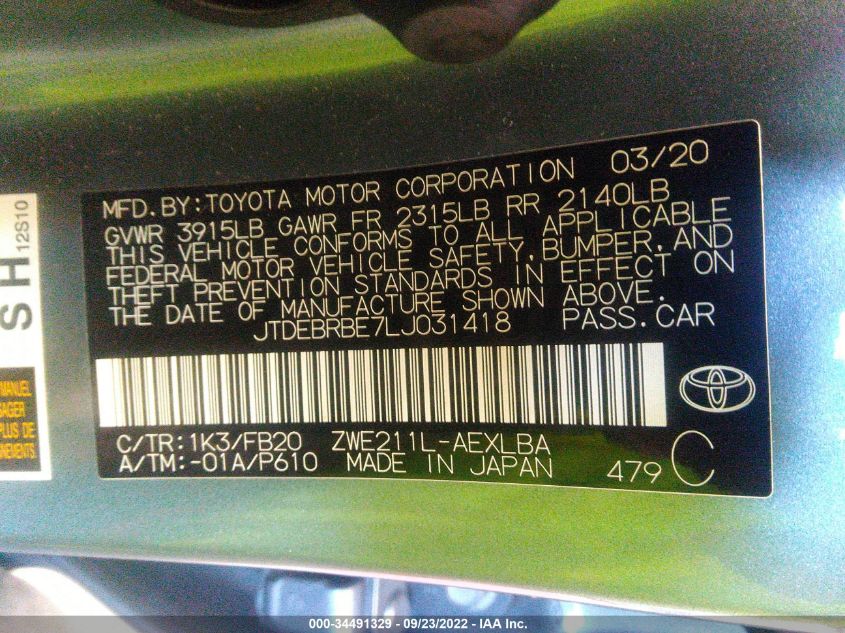 MFD.BY:TOYOTA MOTOR CORPORATION 03/20
GVWR 3915LB GAWR FR 2315LB RR 2140LB
THIS VEHICLE CONFORMS TO ALL APPLICABLE
FEDERAL MOTOR VEHICLE SAFETY,BUMPER,AND
THEFT PREVENTION STANDARDS IN EFFECT ON
THE DATE OF MANUFACTURE SHOWN ABOVE.
JTDEBRBE7LJ031418 PASS.CAR
C/TR:1K3/FB20 ZWE211L-AEXLBA
A/TM:-01A/P610 MADE IN JAPAN 479 C
SH
12S10
MANUEL
PLUS DE
000-34491329 - 09/23/2022 - IAA Inc.